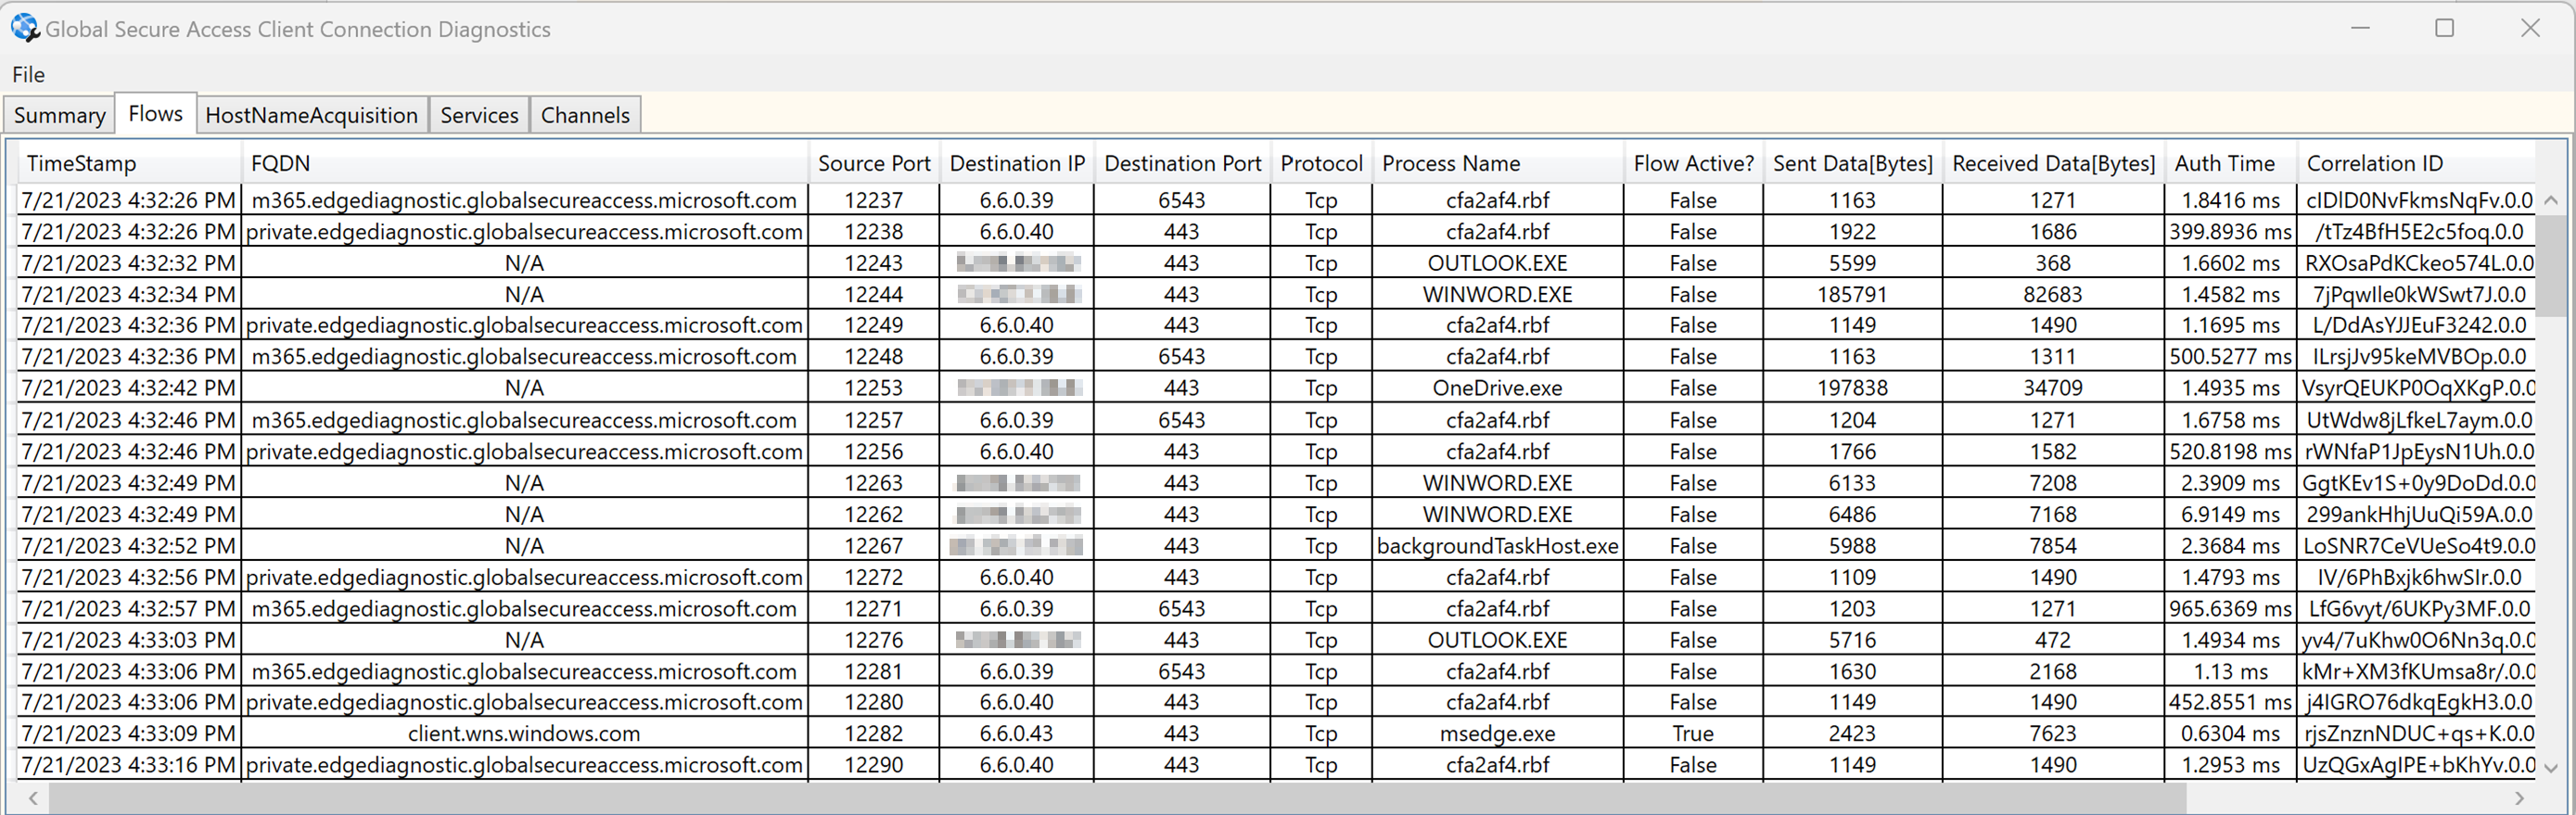 Global Secure Access Client Connection Diagnostics
File
Summary Flows HostNameAcquisition Services Channels
TimeStamp FQDN Source Port Destination IP Destination Port Protocol Process Name Flow Active? Sent Data[Bytes] Received Data[Bytes] Auth Time Correlation ID
7/21/2023 4:32:26 PM m365.edgediagnostic.globalsecureaccess.microsoft.com 12237 6.6.0.39 6543 Tcp cfa2af4.rbf False 1163 1271 1.8416 ms cIDlD0NvFkmsNqFv.0.0
7/21/2023 4:32:26 PM private.edgediagnostic.globalsecureaccess.microsoft.com 12238 6.6.0.40 443 Tcp cfa2af4.rbf False 1922 1686 399.8936 ms /tTz4BfH5E2c5foq.0.0
7/21/2023 4:32:32 PM N/A 12243 443 Tcp OUTLOOK.EXE False 5599 368 1.6602 ms RXOsaPdKCkeo574L.0.0
7/21/2023 4:32:34 PM N/A 12244 443 Tcp WINWORD.EXE False 185791 82683 1.4582 ms 7jPqwIle0kWSwt7J.0.0
7/21/2023 4:32:36 PM private.edgediagnostic.globalsecureaccess.microsoft.com 12249 6.6.0.40 443 Tcp cfa2af4.rbf False 1149 1490 1.1695 ms L/DdAsYJJEuF3242.0.0
7/21/2023 4:32:36 PM m365.edgediagnostic.globalsecureaccess.microsoft.com 12248 6.6.0.39 6543 Tcp cfa2af4.rbf False 1163 1311 500.5277 ms ILrsjJv95keMVBOp.0.0
7/21/2023 4:32:42 PM N/A 12253 443 Tcp OneDrive.exe False 197838 34709 1.4935 ms VsyrQEUKP0OqXKgP.0.0
7/21/2023 4:32:46 PM m365.edgediagnostic.globalsecureaccess.microsoft.com 12257 6.6.0.39 6543 Tcp cfa2af4.rbf False 1204 1271 1.6758 ms UtWdw8jLfkeL7aym.0.0
7/21/2023 4:32:46 PM private.edgediagnostic.globalsecureaccess.microsoft.com 12256 6.6.0.40 443 Tcp cfa2af4.rbf False 1766 1582 520.8198 ms rWNfaP1JpEysN1Uh.0.0
7/21/2023 4:32:49 PM N/A 12263 443 Tcp WINWORD.EXE False 6133 7208 2.3909 ms GgtKEv1S+0y9DoDd.0.0
7/21/2023 4:32:49 PM N/A 12262 443 Tcp WINWORD.EXE False 6486 7168 6.9149 ms 299ankHhjUuQi59A.0.0
7/21/2023 4:32:52 PM N/A 12267 443 Tcp backgroundTaskHost.exe False 5988 7854 2.3684 ms LoSNR7CeVUeSo4t9.0.0
7/21/2023 4:32:56 PM private.edgediagnostic.globalsecureaccess.microsoft.com 12272 6.6.0.40 443 Tcp cfa2af4.rbf False 1109 1490 1.4793 ms IV/6PhBxjk6hwSIr.0.0
7/21/2023 4:32:57 PM m365.edgediagnostic.globalsecureaccess.microsoft.com 12271 6.6.0.39 6543 Tcp cfa2af4.rbf False 1203 1271 965.6369 ms LfG6vyt/6UKPy3MF.0.0
7/21/2023 4:33:03 PM N/A 12276 443 Tcp OUTLOOK.EXE False 5716 472 1.4934 ms yv4/7uKhw0O6Nn3q.0.0
7/21/2023 4:33:06 PM m365.edgediagnostic.globalsecureaccess.microsoft.com 12281 6.6.0.39 6543 Tcp cfa2af4.rbf False 1630 2168 1.13 ms kMr+XM3fKUmsa8r/.0.0
7/21/2023 4:33:06 PM private.edgediagnostic.globalsecureaccess.microsoft.com 12280 6.6.0.40 443 Tcp cfa2af4.rbf False 1149 1490 452.8551 ms j4IGRO76dkqEgkH3.0.0
7/21/2023 4:33:09 PM client.wns.windows.com 12282 6.6.0.43 443 Tcp msedge.exe True 2423 7623 0.6304 ms rjsZnznNDUC+qs+K.0.0
7/21/2023 4:33:16 PM private.edgediagnostic.globalsecureaccess.microsoft.com 12290 6.6.0.40 443 Tcp cfa2af4.rbf False 1149 1490 1.2953 ms UzQGxAgIPE+bKhYv.0.0